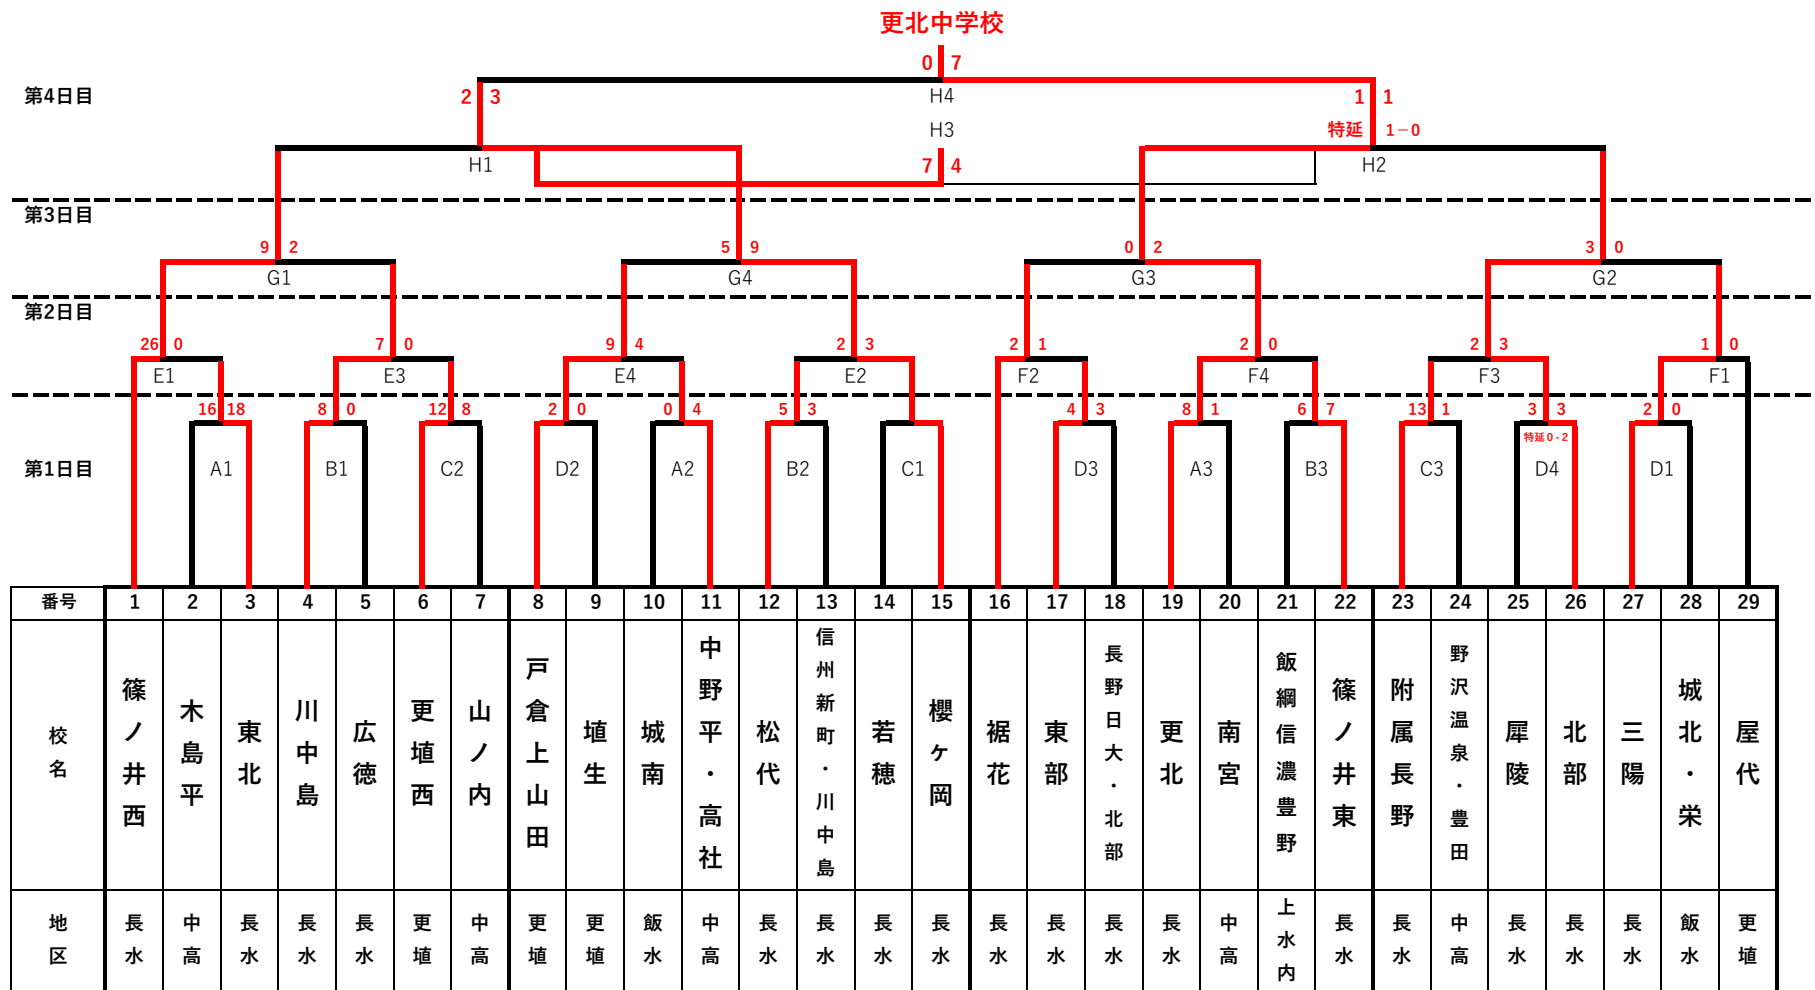 更北中学校
0 7
第4日目
2 3
H4
1 1
H3
特延 1－0
H1
7 4
H2
第3日目
9 2
5 9
0 2
3 0
G1
G4
G3
G2
第2日目
26 0
7 0
9 4
2 3
2 1
2 0
2 3
1 0
E1
E3
E4
E2
F2
F4
F3
F1
16 18
8 0
12 8
2 0
0 4
5 3
4 3
8 1
6 7
13 1
3 3
2 0
特延 0 - 2
第1日目
A1
B1
C2
D2
A2
B2
C1
D3
A3
B3
C3
D4
D1
番号 1 2 3 4 5 6 7 8 9 10 11 12 13 14 15 16 17 18 19 20 21 22 23 24 25 26 27 28 29
校名
篠ノ井西
木島平
東北
川中島
広徳
更埴西
山ノ内
戸倉上山田
埴生
城南
中野平・高社
松代
信州新町・川中島
若穂
櫻ヶ岡
裾花
東部
長野日大・北部
更北
南宮
飯綱信濃豊野
篠ノ井東
附属長野
野沢温泉・豊田
犀陵
北部
三陽
城北・栄
屋代
地区
長水
中高
長水
長水
長水
更埴
中高
更埴
更埴
飯水
中高
長水
長水
長水
長水
長水
長水
長水
長水
中高
上水内
長水
長水
中高
長水
長水
長水
飯水
更埴